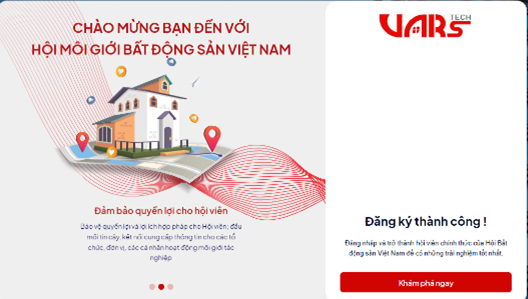 CHÀO MỪNG BẠN ĐẾN VỚI
HỘI MÔI GIỚI BẤT ĐỘNG SẢN VIỆT NAM
Đảm bảo quyền lợi cho hội viên
Bảo vệ quyền lợi và lợi ích hợp pháp cho Hội viên; đầu
mối tin cậy, kết nối cung cấp thông tin cho các tổ
chức, đơn vị, các cá nhân hoạt động môi giới tác
nghiệp
VARS
TECH
Đăng ký thành công !
Đăng nhập và trở thành hội viên chính thức của Hội Bất
động sản Việt Nam để có những trải nghiệm tốt nhất.
Khám phá ngay